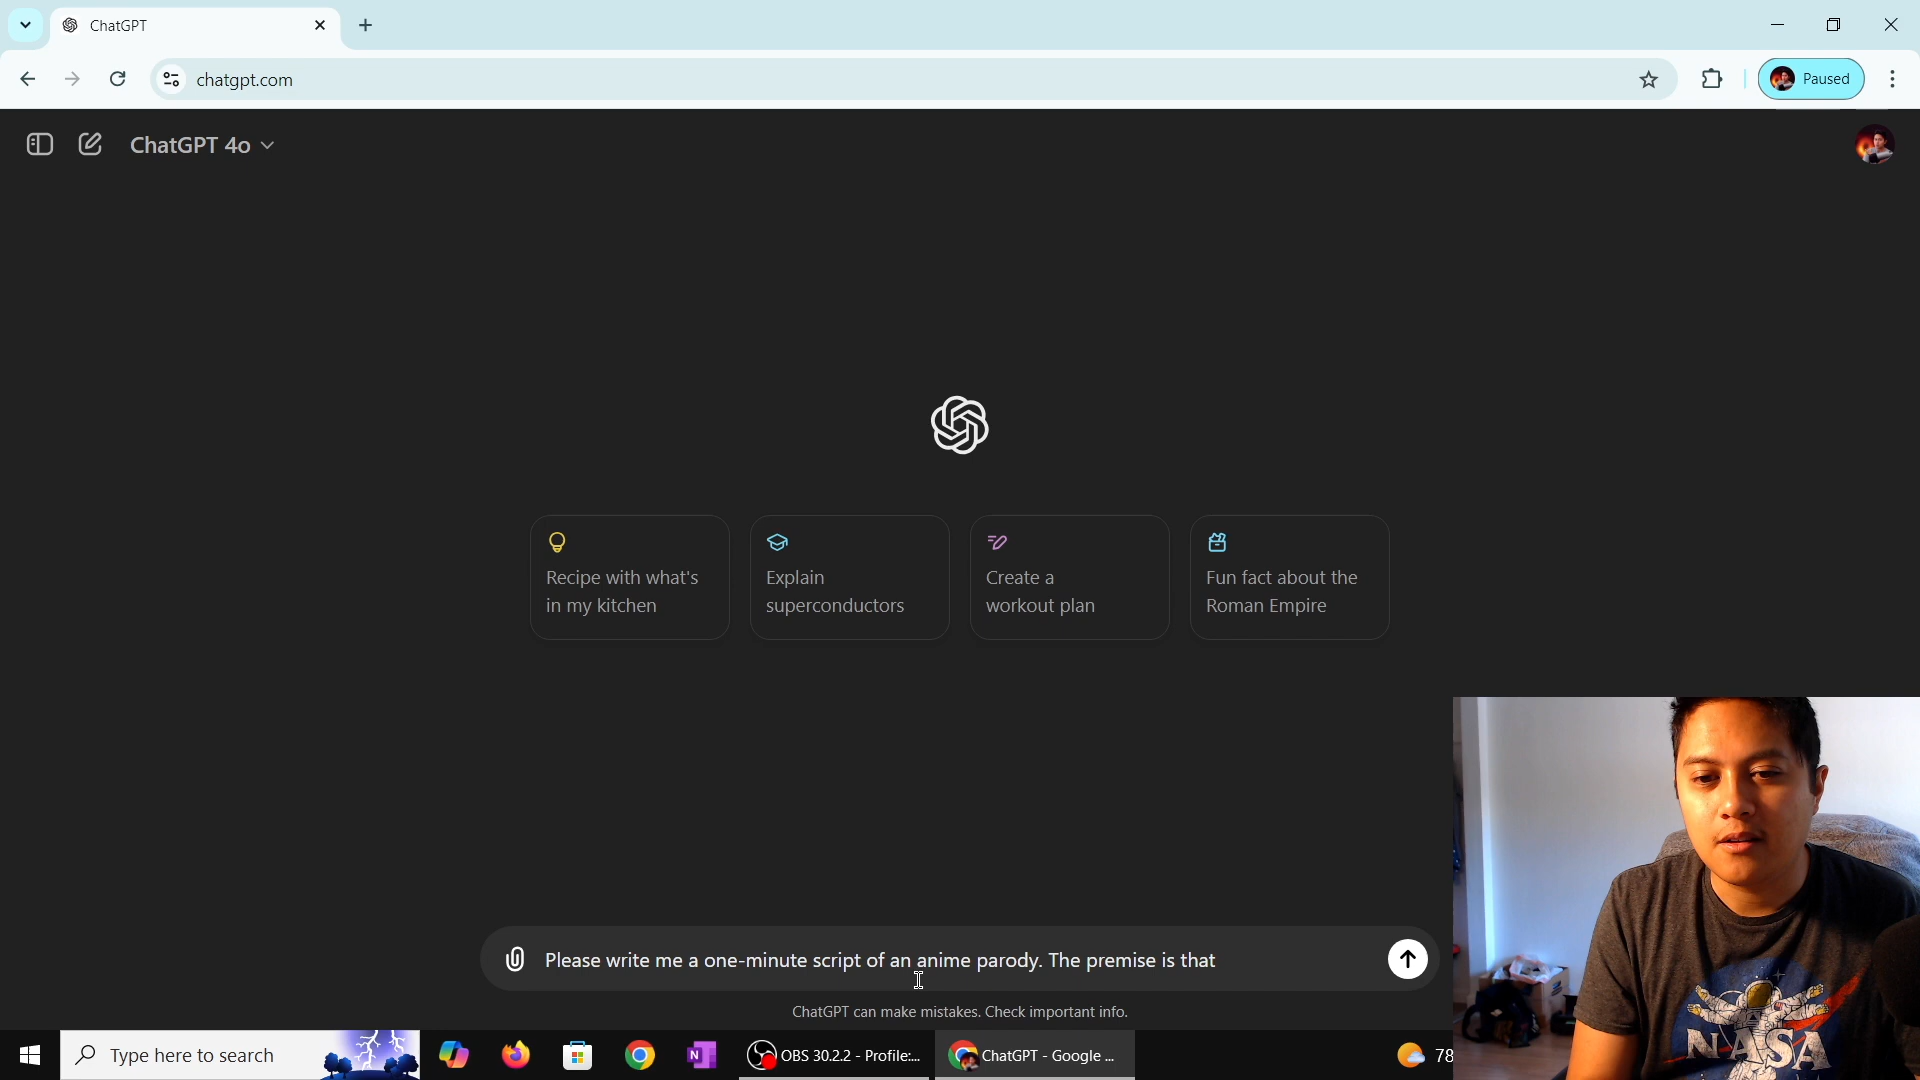 ChatGPT
chatgpt.com
Paused
ChatGPT 4o
Recipe with what's
in my kitchen
Explain
superconductors
Create a
workout plan
Fun fact about the
Roman Empire
Please write me a one-minute script of an anime parody. The premise is that
ChatGPT can make mistakes. Check important info.
NASA
Type here to search
OBS 30.2.2 - Profile:...
ChatGPT - Google ...
78